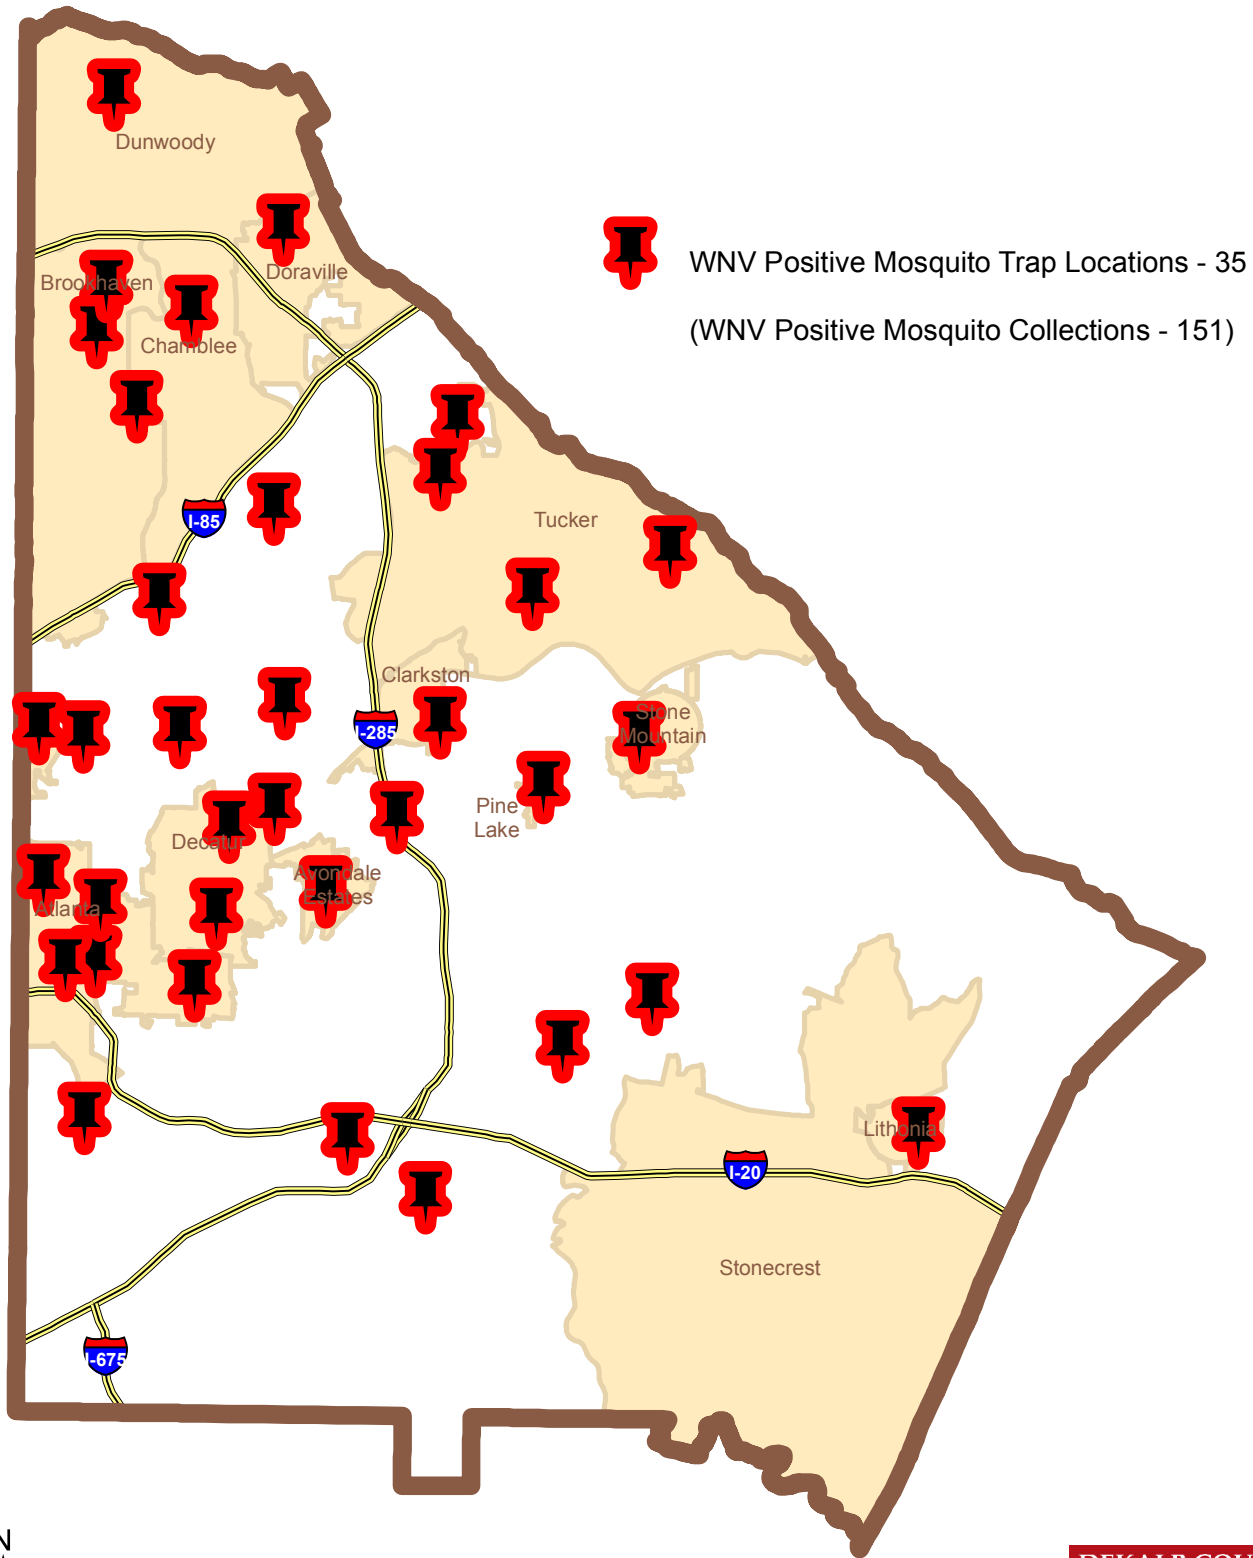 Dunwoody
WNV Positive Mosquito Trap Locations - 35
Doraville
Brookhaven
(WNV Positive Mosquito Collections - 151)
Chamblee
I-85
Tucker
Clarkston
Stone
Mountain
I-285
Pine
Lake
Decatur
Avondale
Estates
Atlanta
Lithonia
I-20
Stonecrest
I-675
N